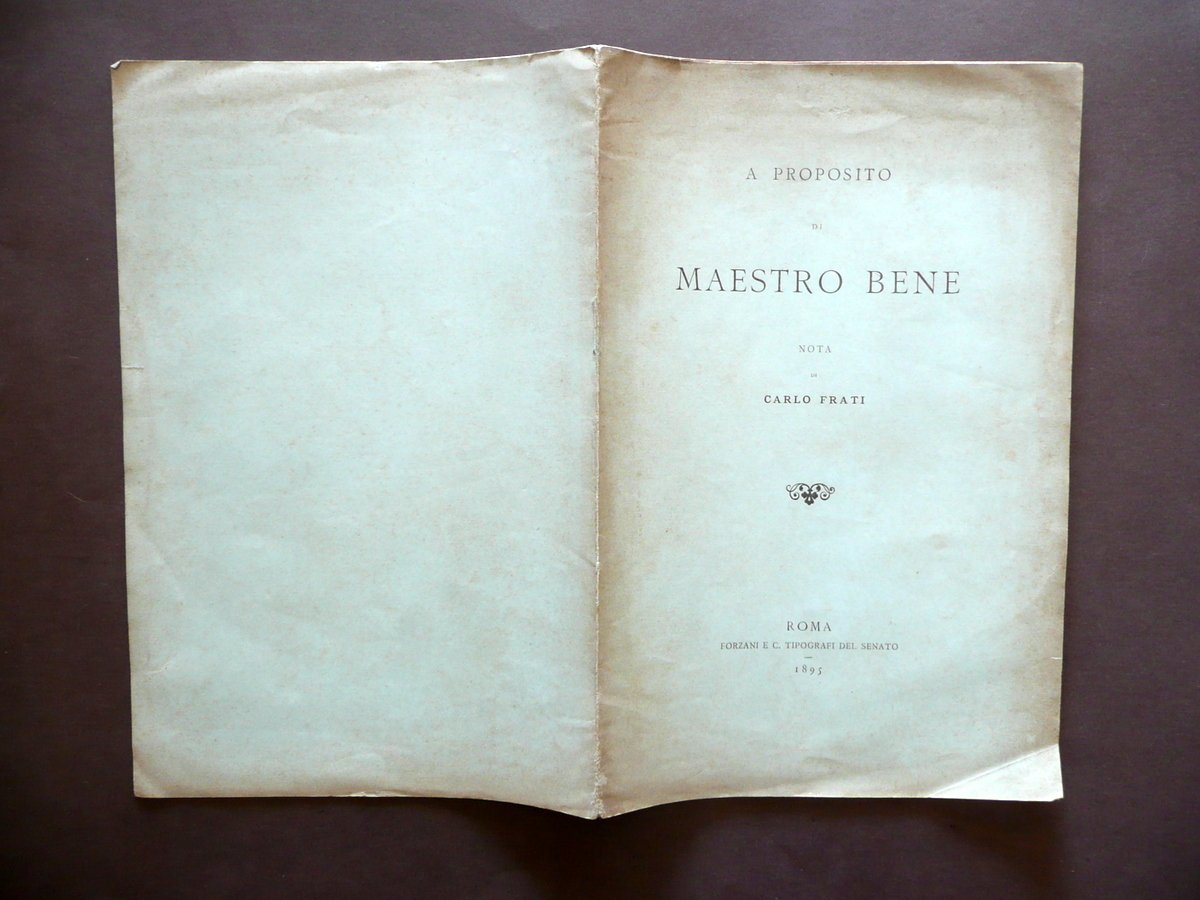 A PROPOSITO
DI
MAESTRO BENE
NOTA
DI
CARLO FRATI
ROMA
FORZANI E C. TIPOGRAFI DEL SENATO
1895